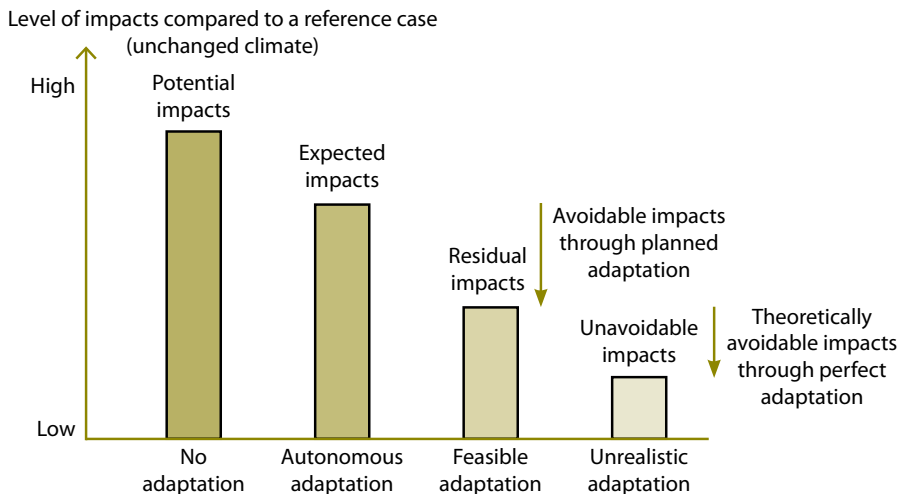 Level of impacts compared to a reference case
(unchanged climate)
High
Potential
impacts
Expected
impacts
Residual
impacts
Avoidable impacts
through planned
adaptation
Unavoidable
impacts
Theoretically
avoidable impacts
through perfect
adaptation
Low
No
adaptation
Autonomous
adaptation
Feasible
adaptation
Unrealistic
adaptation